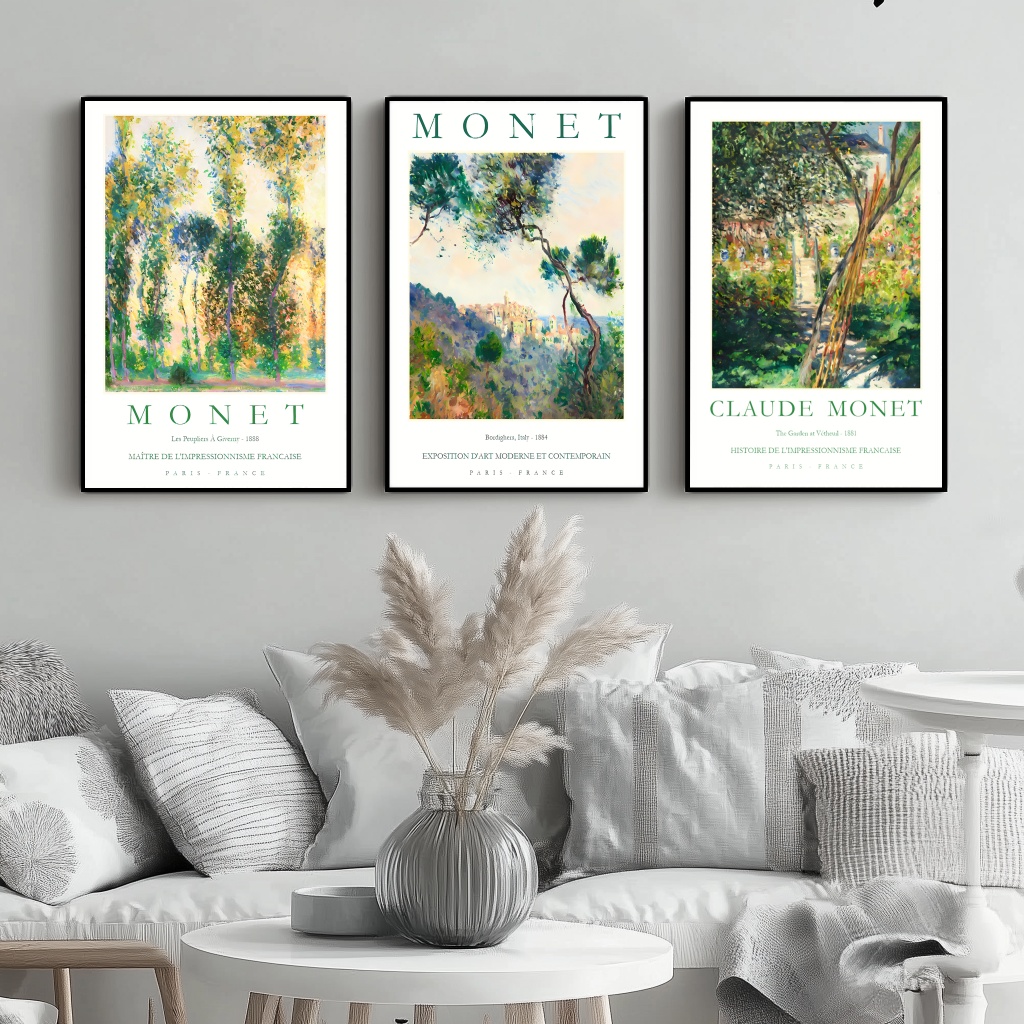 MONET
Les Peupliers À Giverny - 1888
MAÎTRE DE L'IMPRESSIONNISME FRANCAISE
PARIS - FRANCE
MONET
Bordighera, Italy - 1884
EXPOSITION D'ART MODERNE ET CONTEMPORAIN
PARIS - FRANCE
CLAUDE MONET
The Garden at Vétheuil - 1881
HISTOIRE DE L'IMPRESSIONNISME FRANCAISE
PARIS - FRANCE